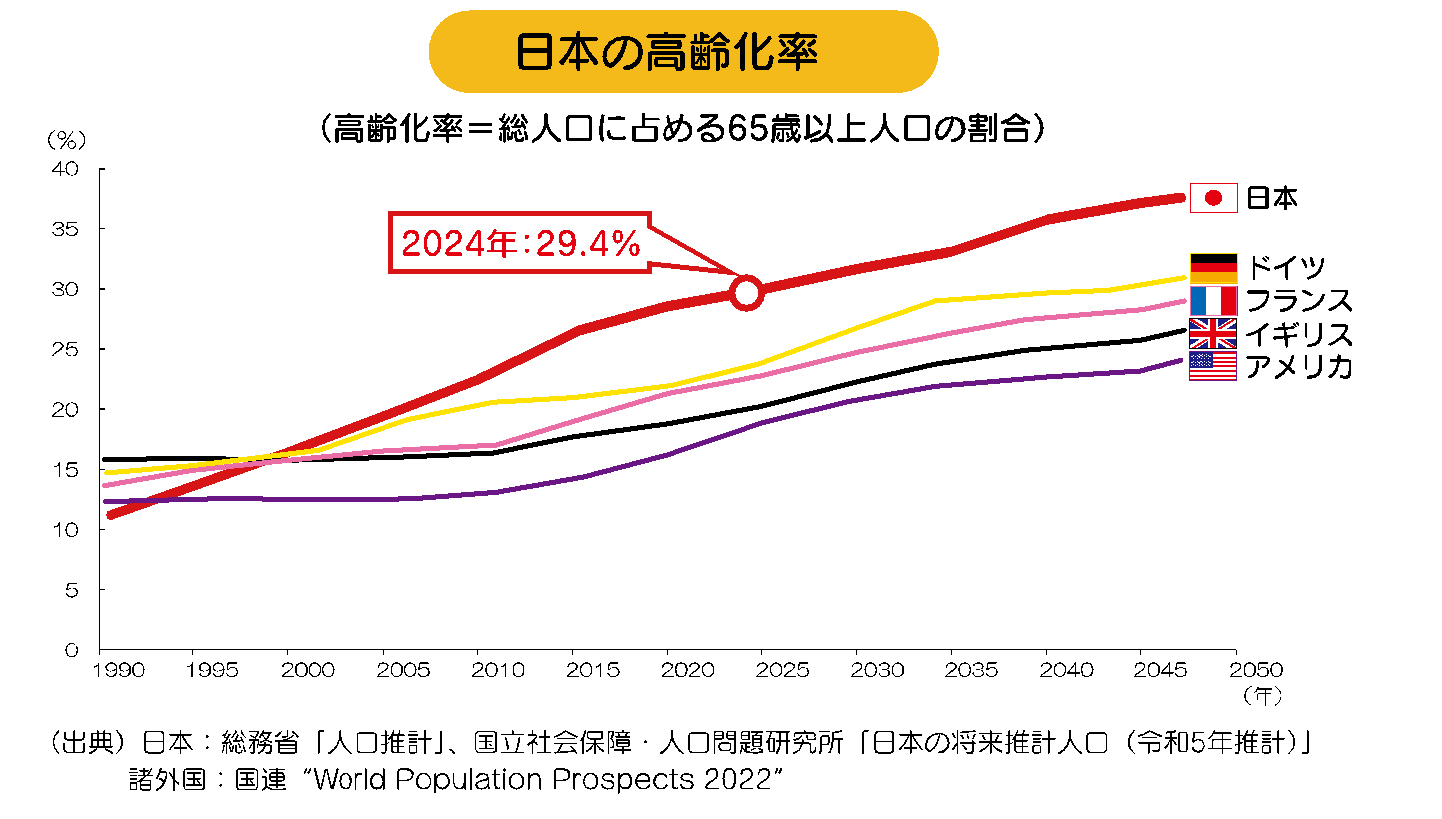 日本の高齢化率
（高齢化率＝総人口に占める65歳以上人口の割合）
（％）
40
35
30
25
20
15
10
5
0
2024年：29.4％
日本
ドイツ
フランス
イギリス
アメリカ
1990 1995 2000 2005 2010 2015 2020 2025 2030 2035 2040 2045 2050
（年）
（出典）日本：総務省「人口推計」、国立社会保障・人口問題研究所「日本の将来推計人口（令和5年推計）」
諸外国：国連 “World Population Prospects 2022”